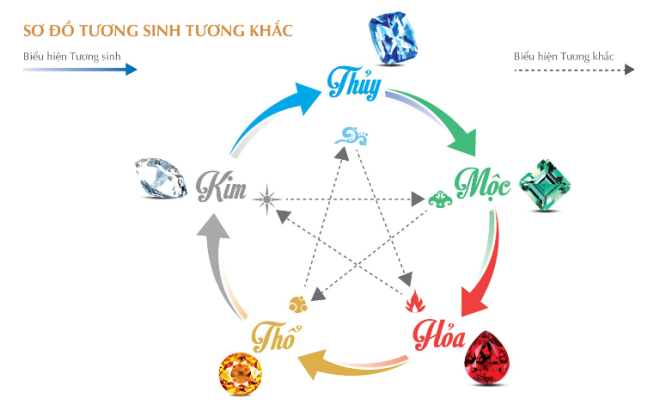 SƠ ĐỒ TƯƠNG SINH TƯƠNG KHẮC
Biểu hiện Tương sinh
Biểu hiện Tương khắc
Thủy
Kim
Mộc
Thổ
Hỏa